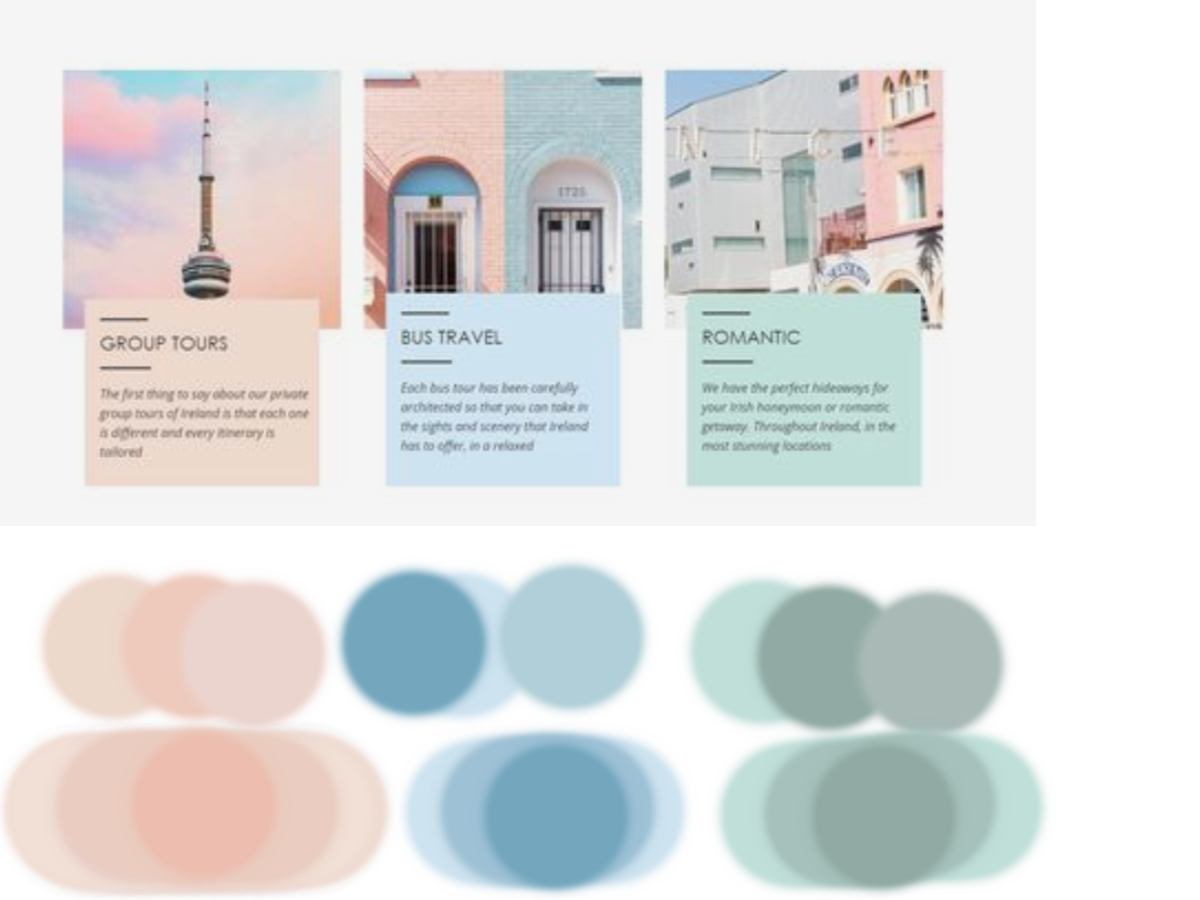 1725
N I C E
GROUP TOURS
The first thing to say about our private
group tours of Ireland is that each one
is different and every itinerary is
tailored
BUS TRAVEL
Each bus tour has been carefully
architected so that you can take in
the sights and scenery that Ireland
has to offer, in a relaxed
ROMANTIC
We have the perfect hideaways for
your Irish honeymoon or romantic
getaway. Throughout Ireland, in the
most stunning locations